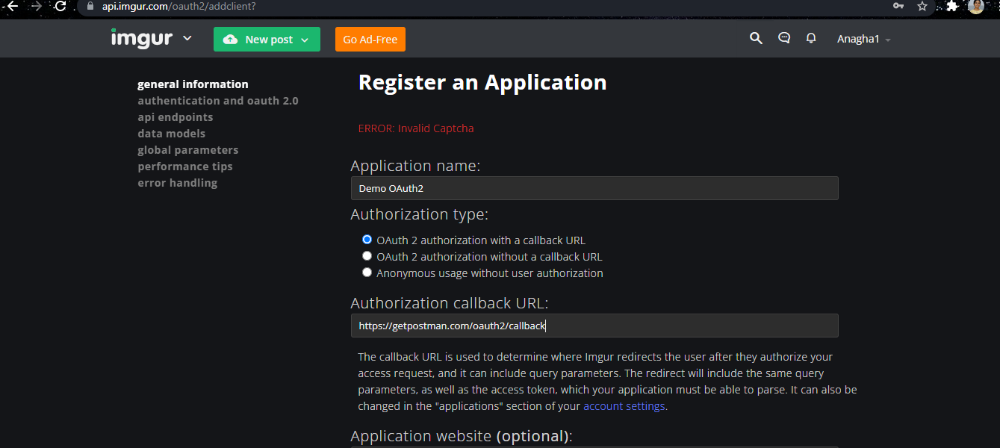 api.imgur.com/oauth2/addclient?
imgur
New post
Go Ad-Free
Anagha1
general information
authentication and oauth 2.0
api endpoints
data models
global parameters
performance tips
error handling
Register an Application
ERROR: Invalid Captcha
Application name:
Demo OAuth2
Authorization type:
OAuth 2 authorization with a callback URL
OAuth 2 authorization without a callback URL
Anonymous usage without user authorization
Authorization callback URL:
https://getpostman.com/oauth2/callback
The callback URL is used to determine where Imgur redirects the user after they authorize your
access request, and it can include query parameters. The redirect will include the same query
parameters, as well as the access token, which your application must be able to parse. It can also be
changed in the "applications" section of your account settings.
Application website (optional):